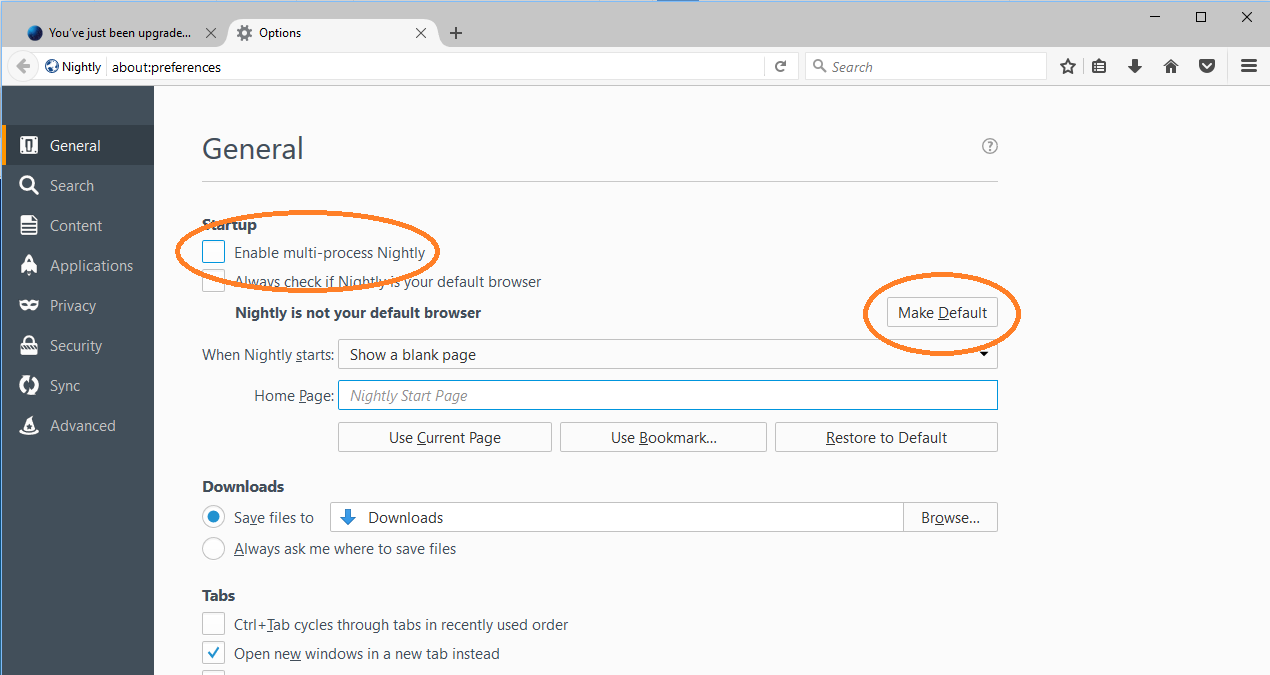 You've just been upgrade...
Options
Nightly
about:preferences
Search
General
Search
Content
Applications
Privacy
Security
Sync
Advanced
General
?
Startup
Enable multi-process Nightly
Always check if Nightly is your default browser
Nightly is not your default browser
Make Default
When Nightly starts:
Show a blank page
Home Page:
Nightly Start Page
Use Current Page
Use Bookmark...
Restore to Default
Downloads
Save files to
Downloads
Browse...
Always ask me where to save files
Tabs
Ctrl+Tab cycles through tabs in recently used order
Open new windows in a new tab instead